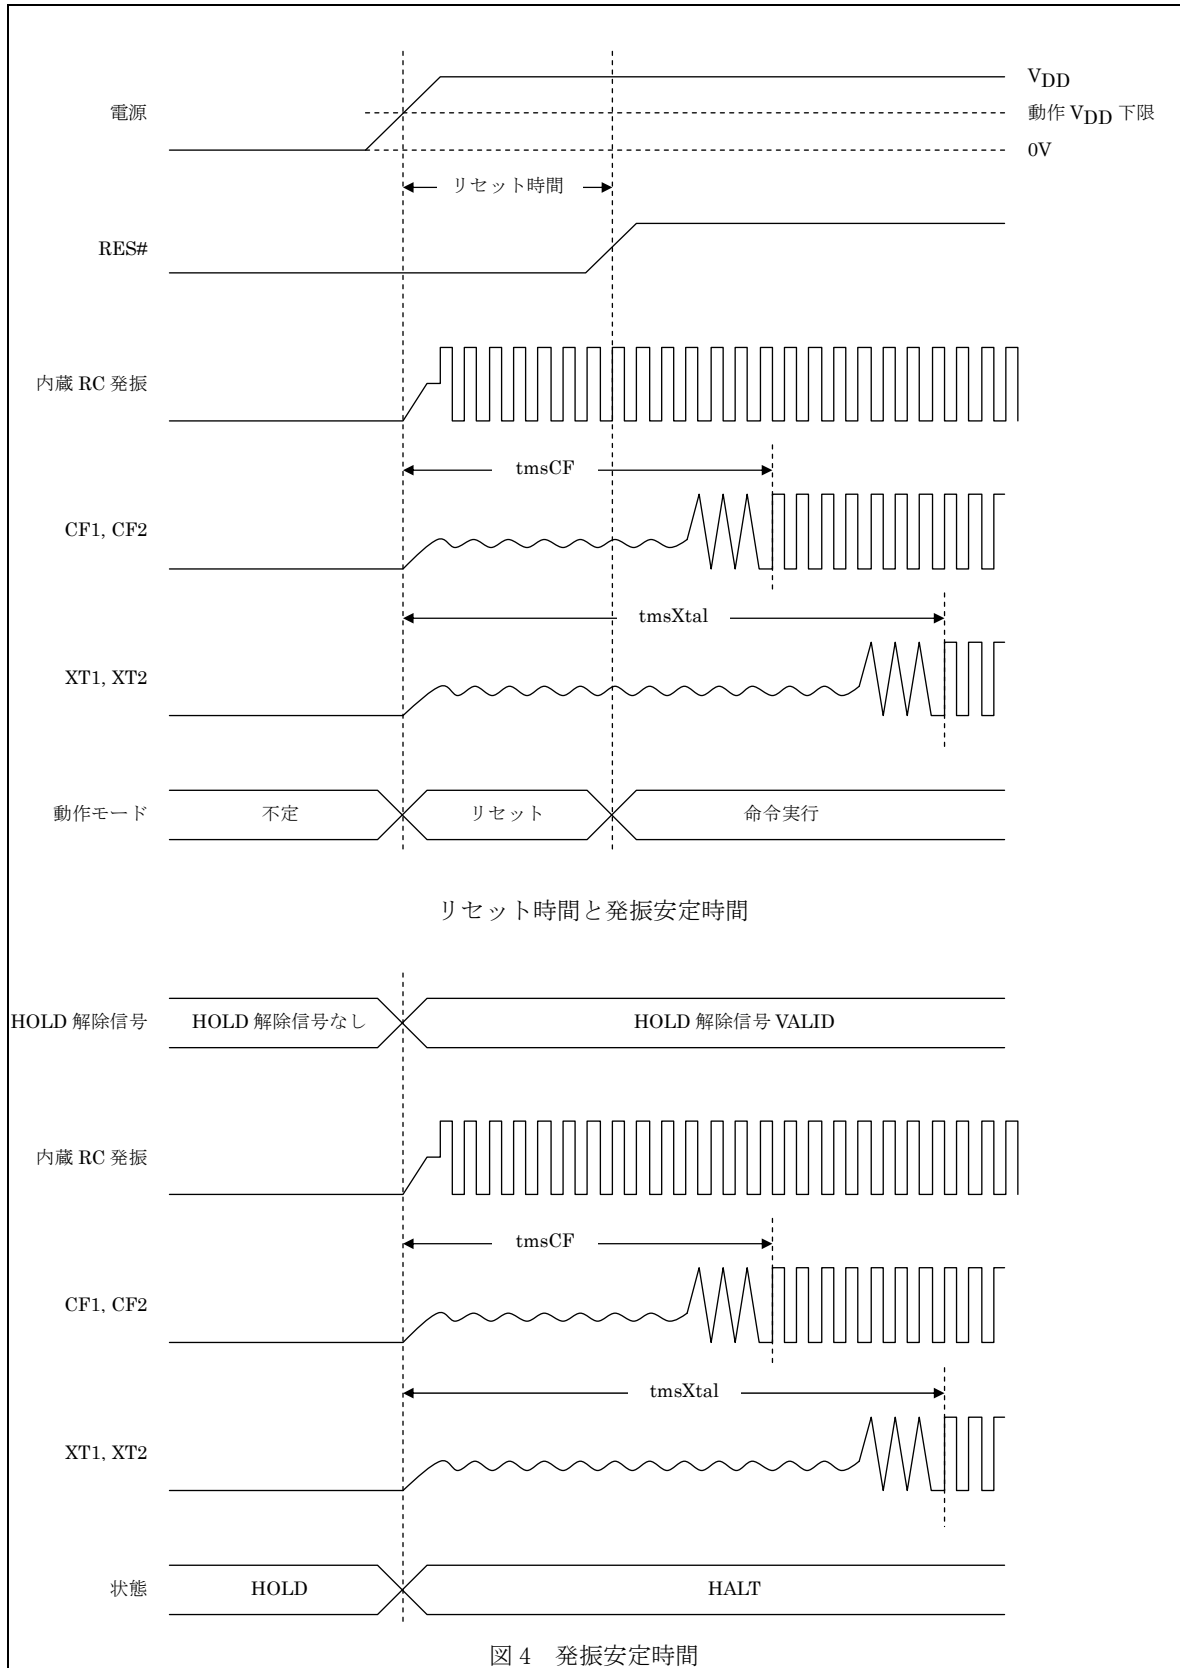 VDD
電源
動作 VDD 下限
0V
リセット時間
RES#
内蔵 RC 発振
tmsCF
CF1, CF2
tmsXtal
XT1, XT2
動作モード
不定
リセット
命令実行
リセット時間と発振安定時間
HOLD 解除信号
HOLD 解除信号なし
HOLD 解除信号 VALID
内蔵 RC 発振
tmsCF
CF1, CF2
tmsXtal
XT1, XT2
状態
HOLD
HALT
図 4　発振安定時間